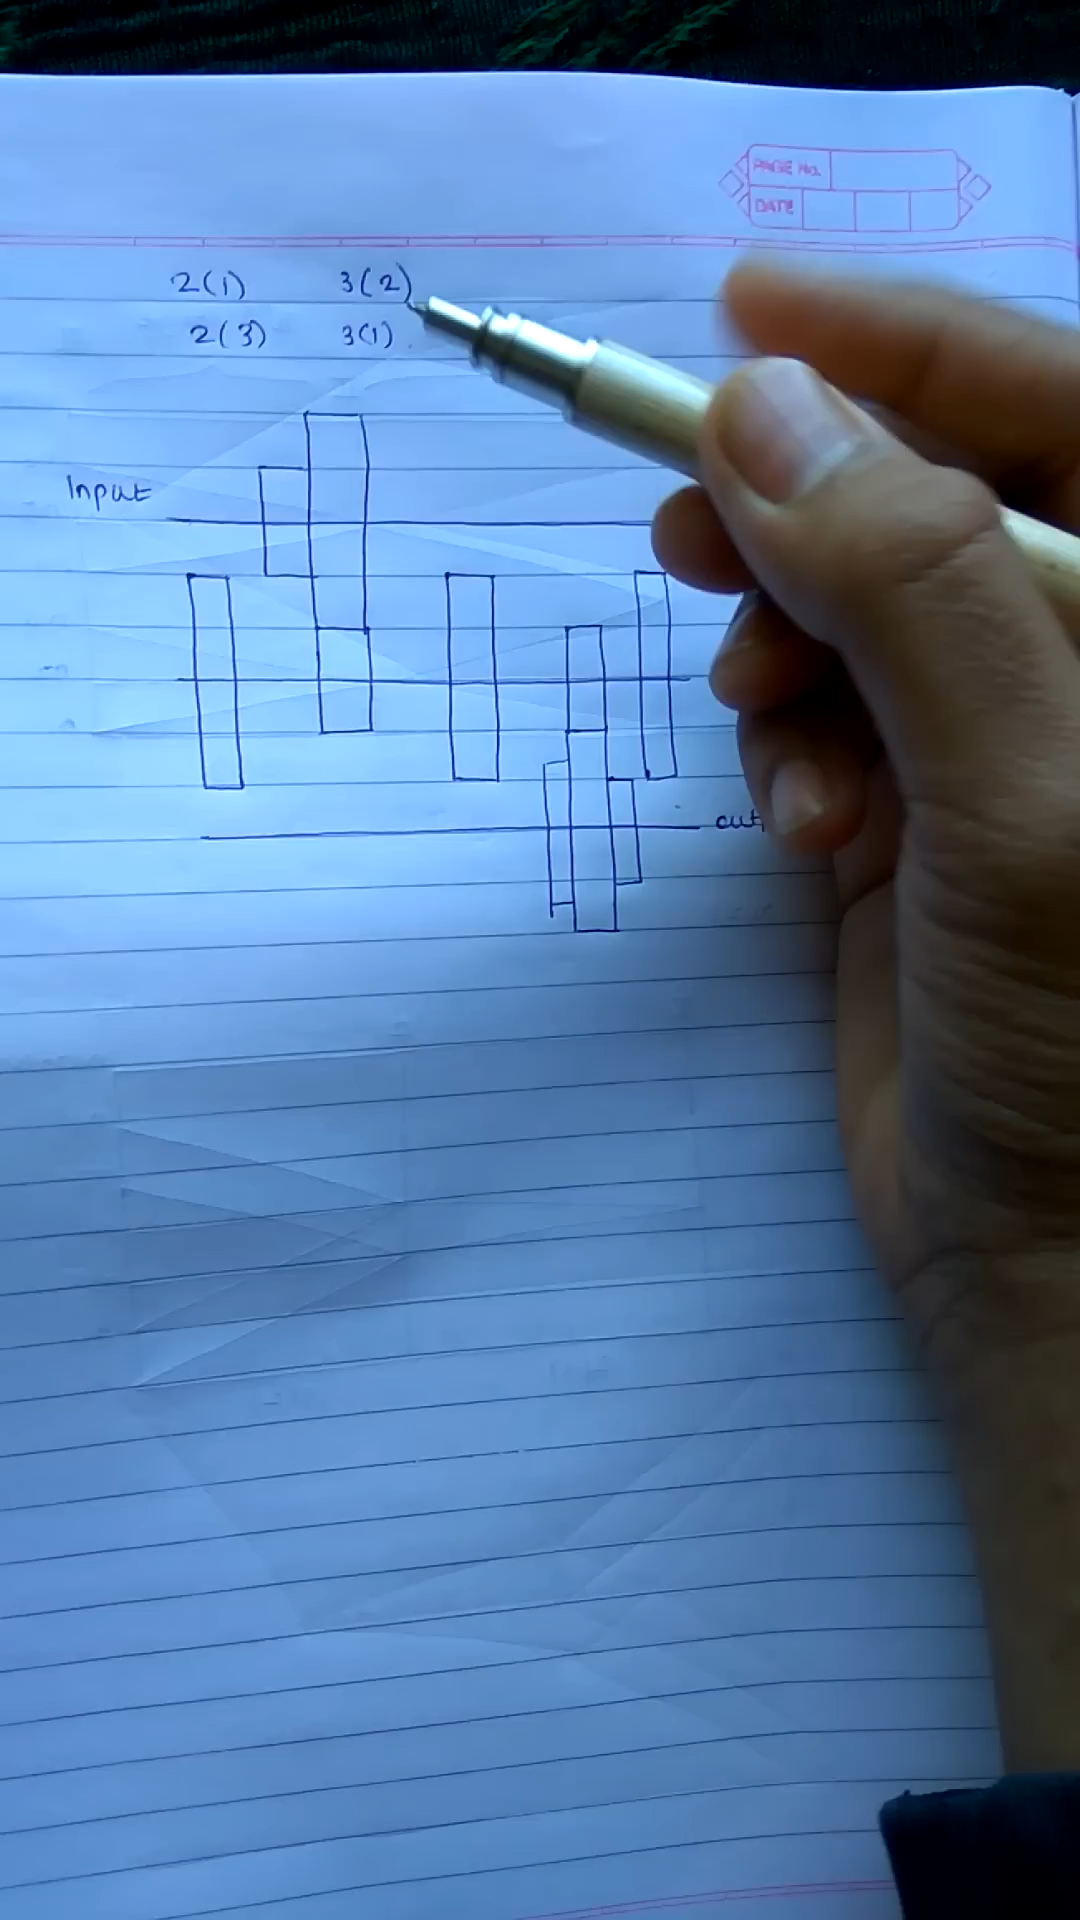 PAGE No.
DATE
2(1) 3(2)
2(3) 3(1)
Input